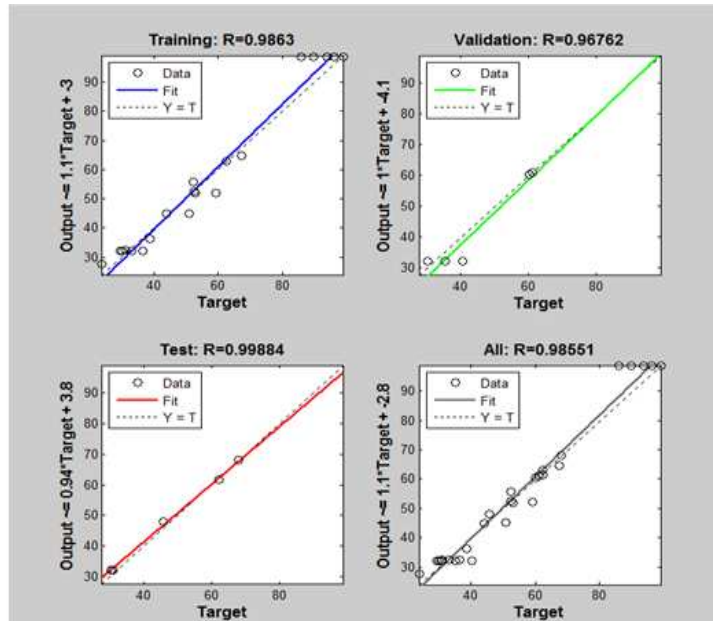 Training: R=0.9863
Output ~= 1.1*Target + -3
Data
Fit
Y = T
90
80
70
60
50
40
30
40 60 80
Target
Validation: R=0.96762
Output ~= 1*Target + -4.1
Data
Fit
Y = T
90
80
70
60
50
40
30
40 60 80
Target
Test: R=0.99884
Output ~= 0.94*Target + 3.8
Data
Fit
Y = T
90
80
70
60
50
40
30
40 60 80
Target
All: R=0.98551
Output ~= 1.1*Target + -2.8
Data
Fit
Y = T
90
80
70
60
50
40
30
40 60 80
Target